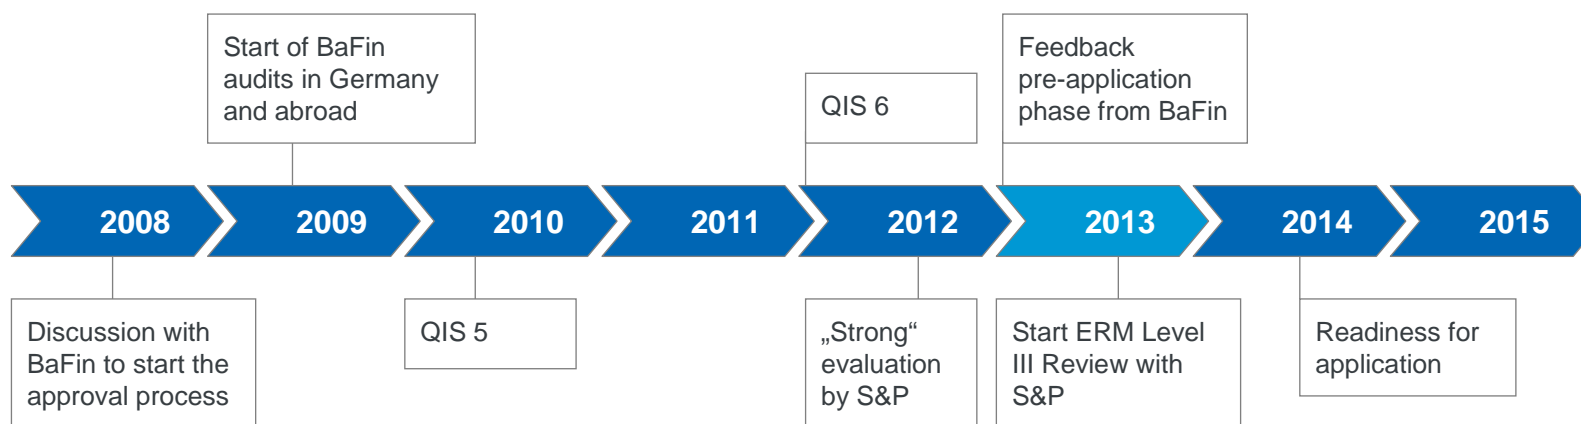 Start of BaFin
audits in Germany
and abroad
QIS 6
Feedback
pre-application
phase from BaFin
2008
2009
2010
2011
2012
2013
2014
2015
Discussion with
BaFin to start the
approval process
QIS 5
„Strong“
evaluation
by S&P
Start ERM Level
III Review with
S&P
Readiness for
application